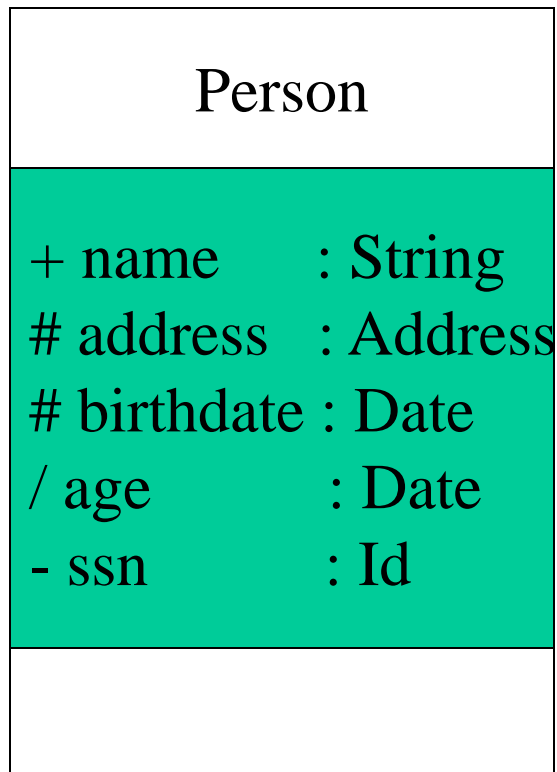 Person
+ name : String
# address : Address
# birthdate : Date
/ age : Date
- ssn : Id